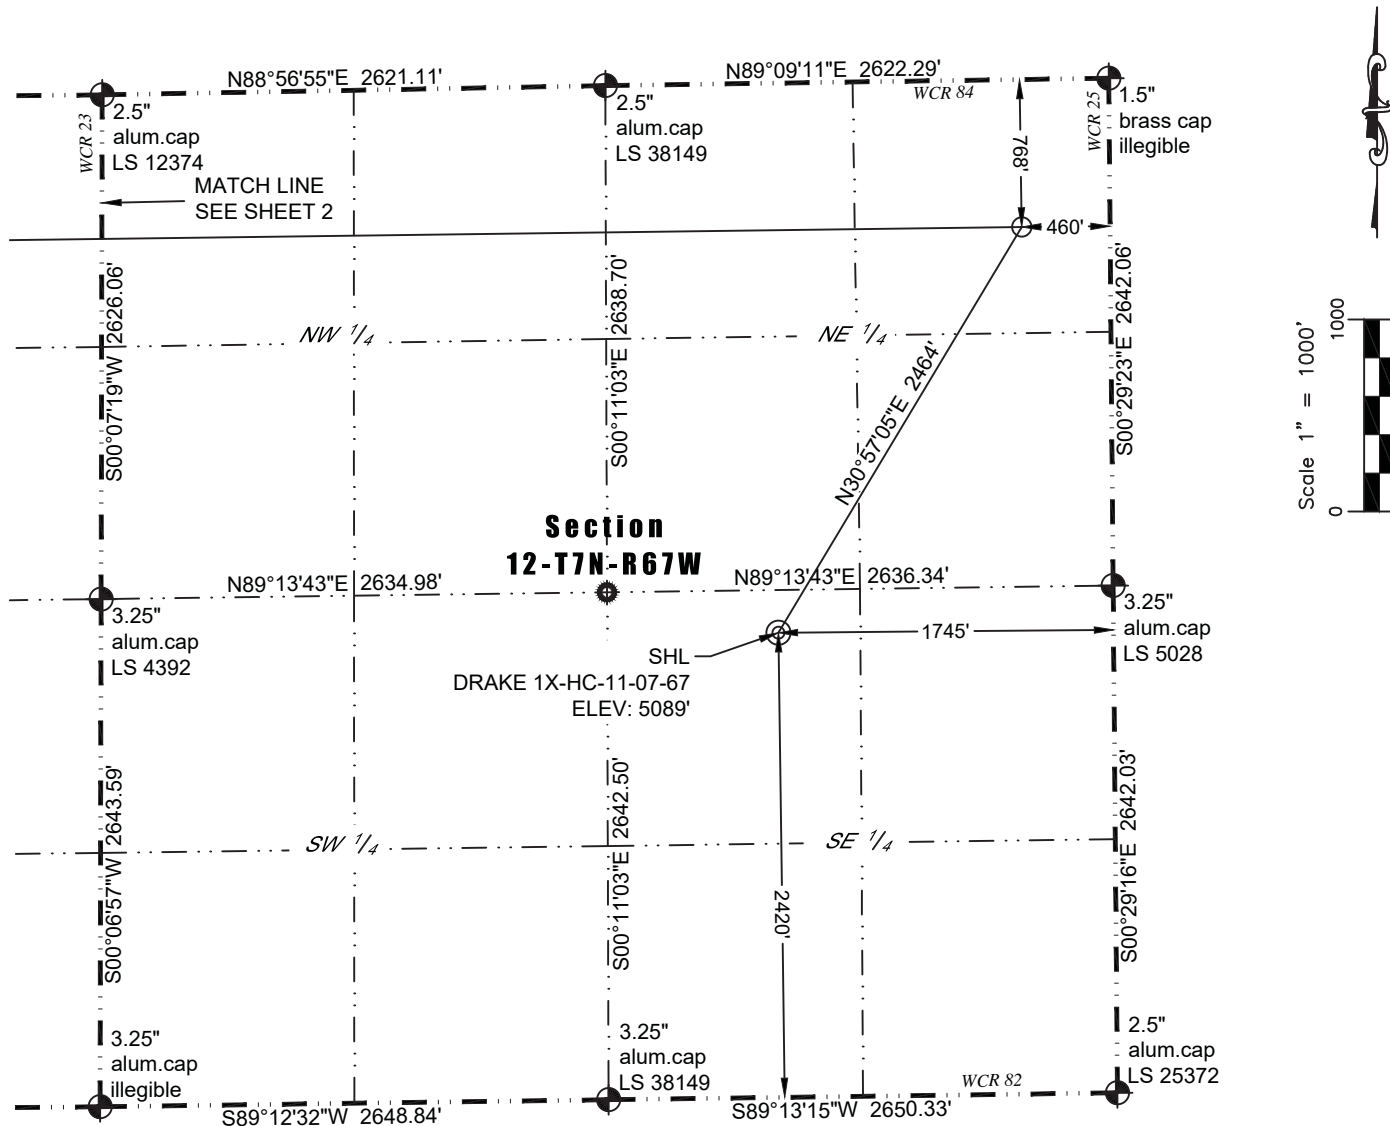 N88°56'55"E 2621.11'
N89°09'11"E 2622.29'
WCR 84
WCR 23
2.5"
alum.cap
LS 12374
2.5"
alum.cap
LS 38149
WCR 25
1.5"
brass cap
illegible
768'
MATCH LINE
SEE SHEET 2
460'
S00°07'19"W 2626.06'
NW 1/4
S00°11'03"E 2638.70'
NE 1/4
S00°29'23"E 2642.06'
N30°57'05"E 2464'
Scale 1" = 1000'
0
1000
Section
12-T7N-R67W
N89°13'43"E 2634.98'
N89°13'43"E 2636.34'
3.25"
alum.cap
LS 4392
3.25"
alum.cap
LS 5028
1745'
SHL
DRAKE 1X-HC-11-07-67
ELEV: 5089'
S00°06'57"W 2643.59'
SW 1/4
S00°11'03"E 2642.50'
SE 1/4
S00°29'16"E 2642.03'
2420'
3.25"
alum.cap
illegible
3.25"
alum.cap
LS 38149
2.5"
alum.cap
LS 25372
WCR 82
S89°12'32"W 2648.84'
S89°13'15"W 2650.33'